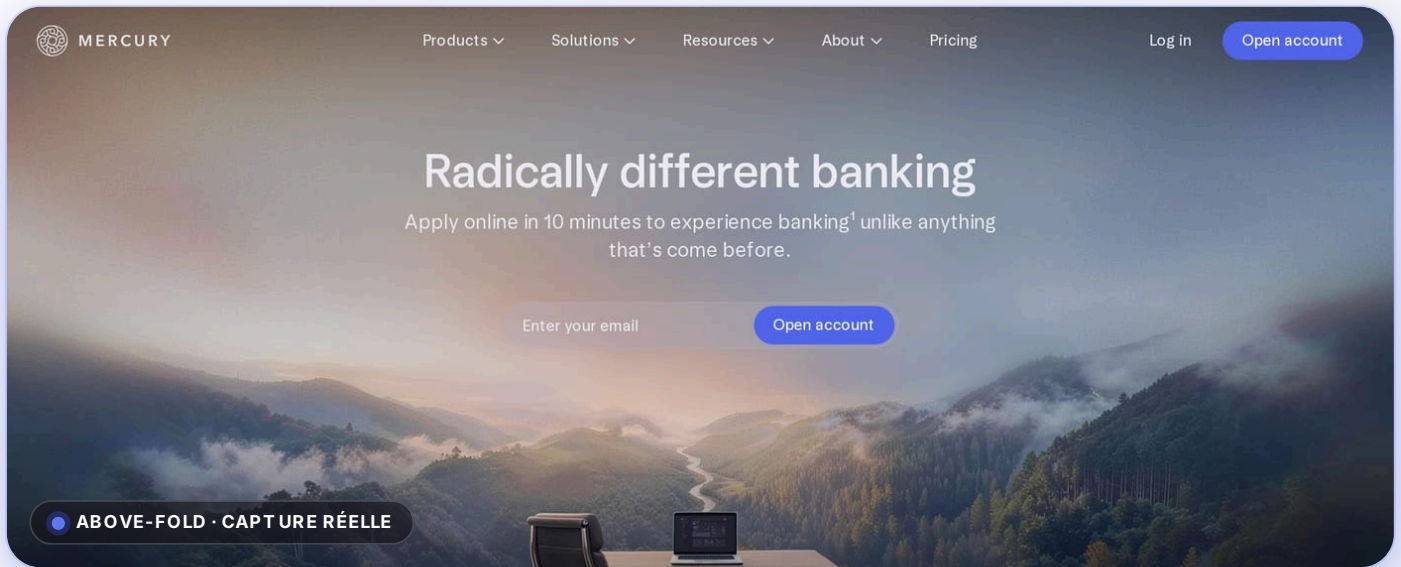 MERCURY
Products
Solutions
Resources
About
Pricing
Log in
Open account
Radically different banking
Apply online in 10 minutes to experience banking¹ unlike anything
that’s come before.
Enter your email
Open account
ABOVE-FOLD · CAPTURE RÉELLE